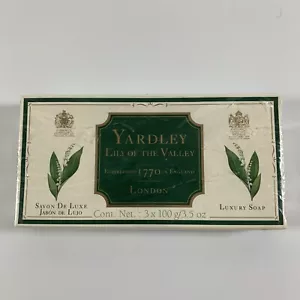 YARDLEY
LILY OF THE VALLEY
ESTABLISHED 1770 IN ENGLAND
LONDON
SAVON DE LUXE
JABÓN DE LUJO
LUXURY SOAP
Cont. Net. : 3 x 100 g/3.5 oz